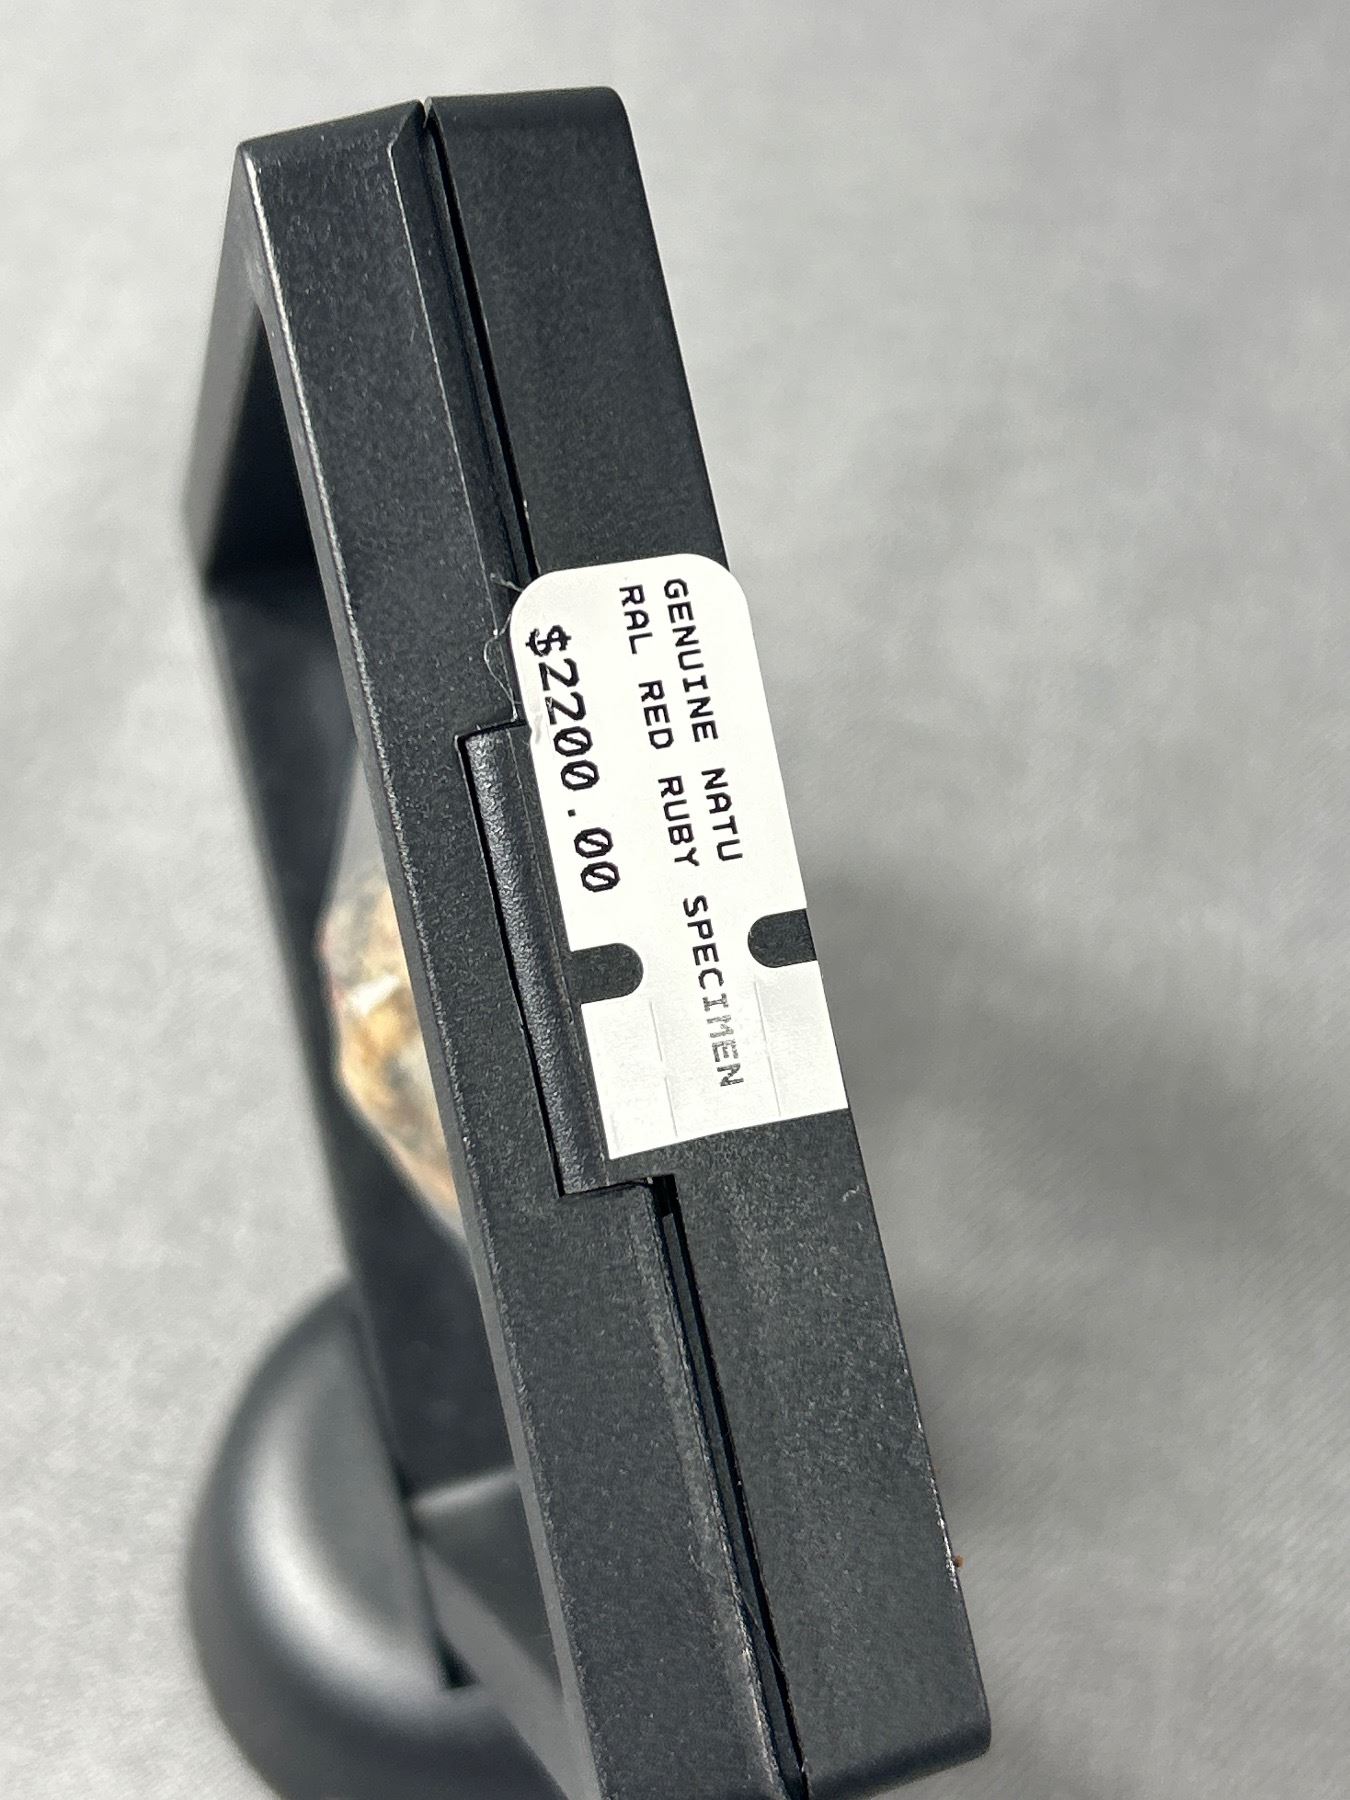 GENUINE NATU
RAL RED RUBY SPECIMEN
$2200.00